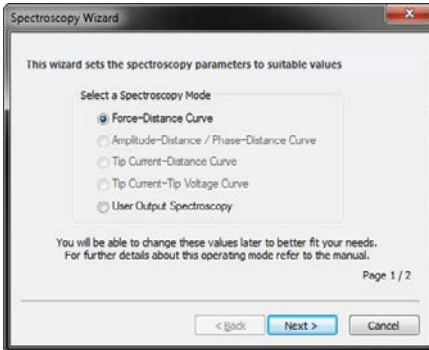 Spectroscopy Wizard
This wizard sets the spectroscopy parameters to suitable values
Select a Spectroscopy Mode
Force-Distance Curve
Amplitude-Distance / Phase-Distance Curve
Tip Current-Distance Curve
Tip Current-Tip Voltage Curve
User Output Spectroscopy
You will be able to change these values later to better fit your needs.
For further details about this operating mode refer to the manual.
Page 1 / 2
< Back Next > Cancel